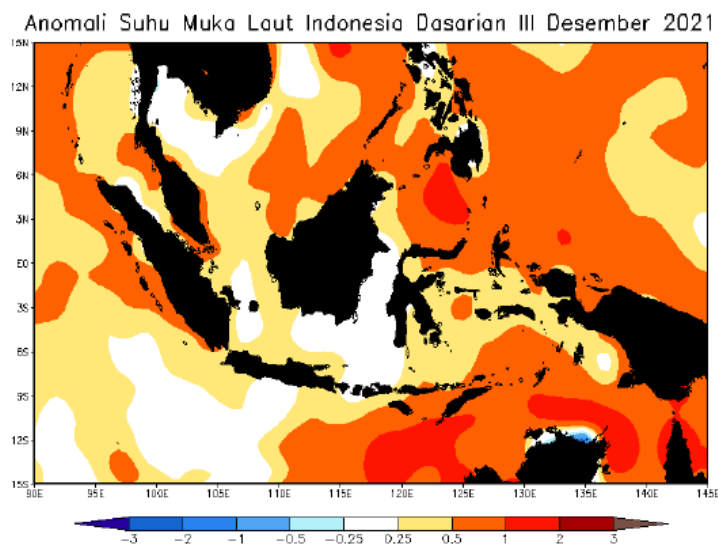 Anomali Suhu Muka Laut Indonesia Dasarian III Desember 2021
15N
12N
9N
6N
3N
EQ
3S
6S
9S
12S
15S
90E 95E 100E 105E 110E 115E 120E 125E 130E 135E 140E 145E
-3 -2 -1 -0.5 -0.25 0.25 0.5 1 2 3